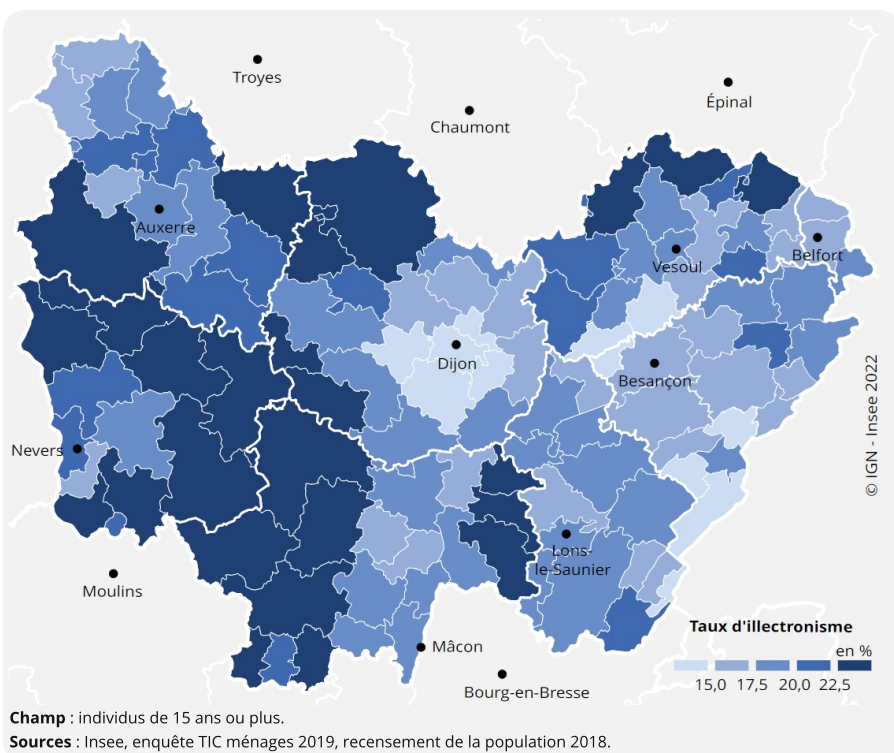 Troyes
Épinal
Chaumont
Auxerre
Vesoul
Belfort
Dijon
Besançon
Nevers
Lons-
le-Saunier
Moulins
Mâcon
Bourg-en-Bresse
© IGN - Insee 2022
Taux d'illectronisme
en %
15,0 17,5 20,0 22,5
Champ : individus de 15 ans ou plus.
Sources : Insee, enquête TIC ménages 2019, recensement de la population 2018.